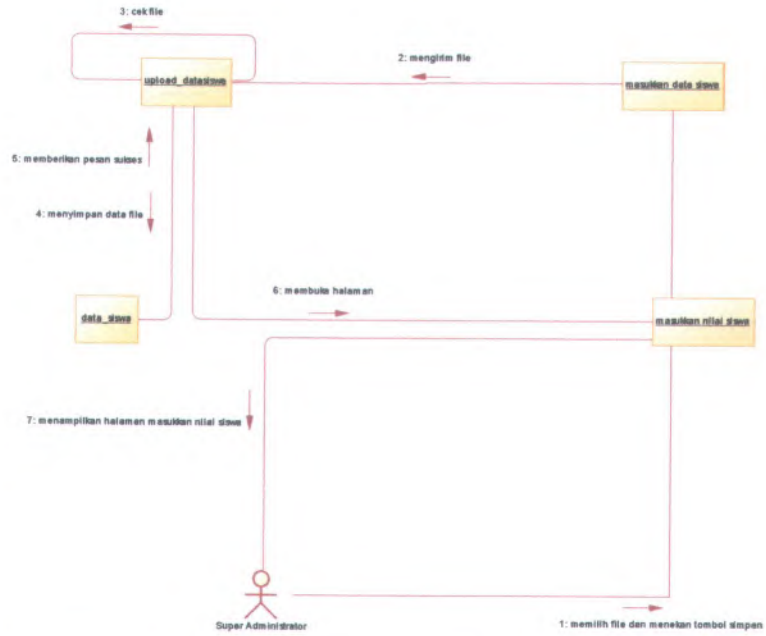 3: cek file
2: mengirim file
upload_datasiswa
masukkan data siswa
5: memberikan pesan sukses
4: menyimpan data file
6: membuka halaman
data_siswa
masukkan nilai siswa
7: menampilkan halaman masukkan nilai siswa
Super Administrator
1: memilih file dan menekan tombol simpan